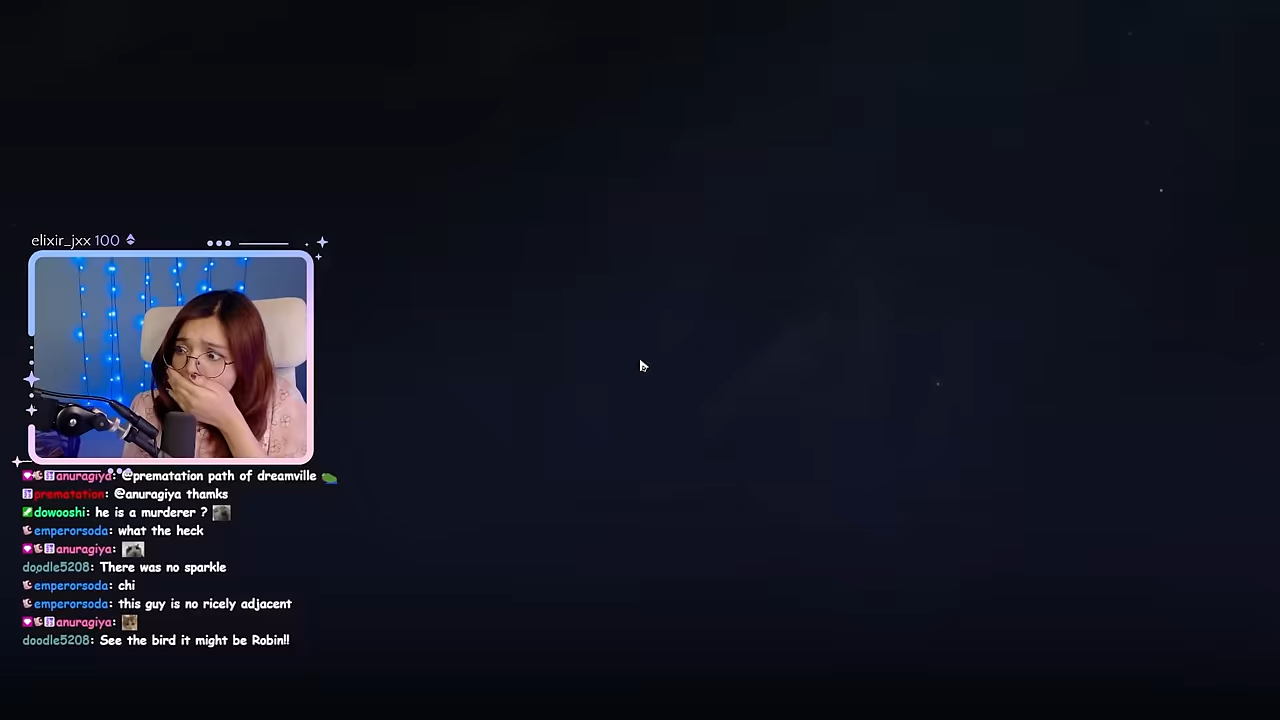 elixir_jxx 100
anuragiya: @prematation path of dreamville
prematation: @anuragiya thanks
dowooshi: he is a murderer ?
emperorsoda: what the heck
anuragiya:
doodle5208: There was no sparkle
emperorsoda: chi
emperorsoda: this guy is no ricely adjacent
anuragiya:
doodle5208: See the bird it might be Robin!!